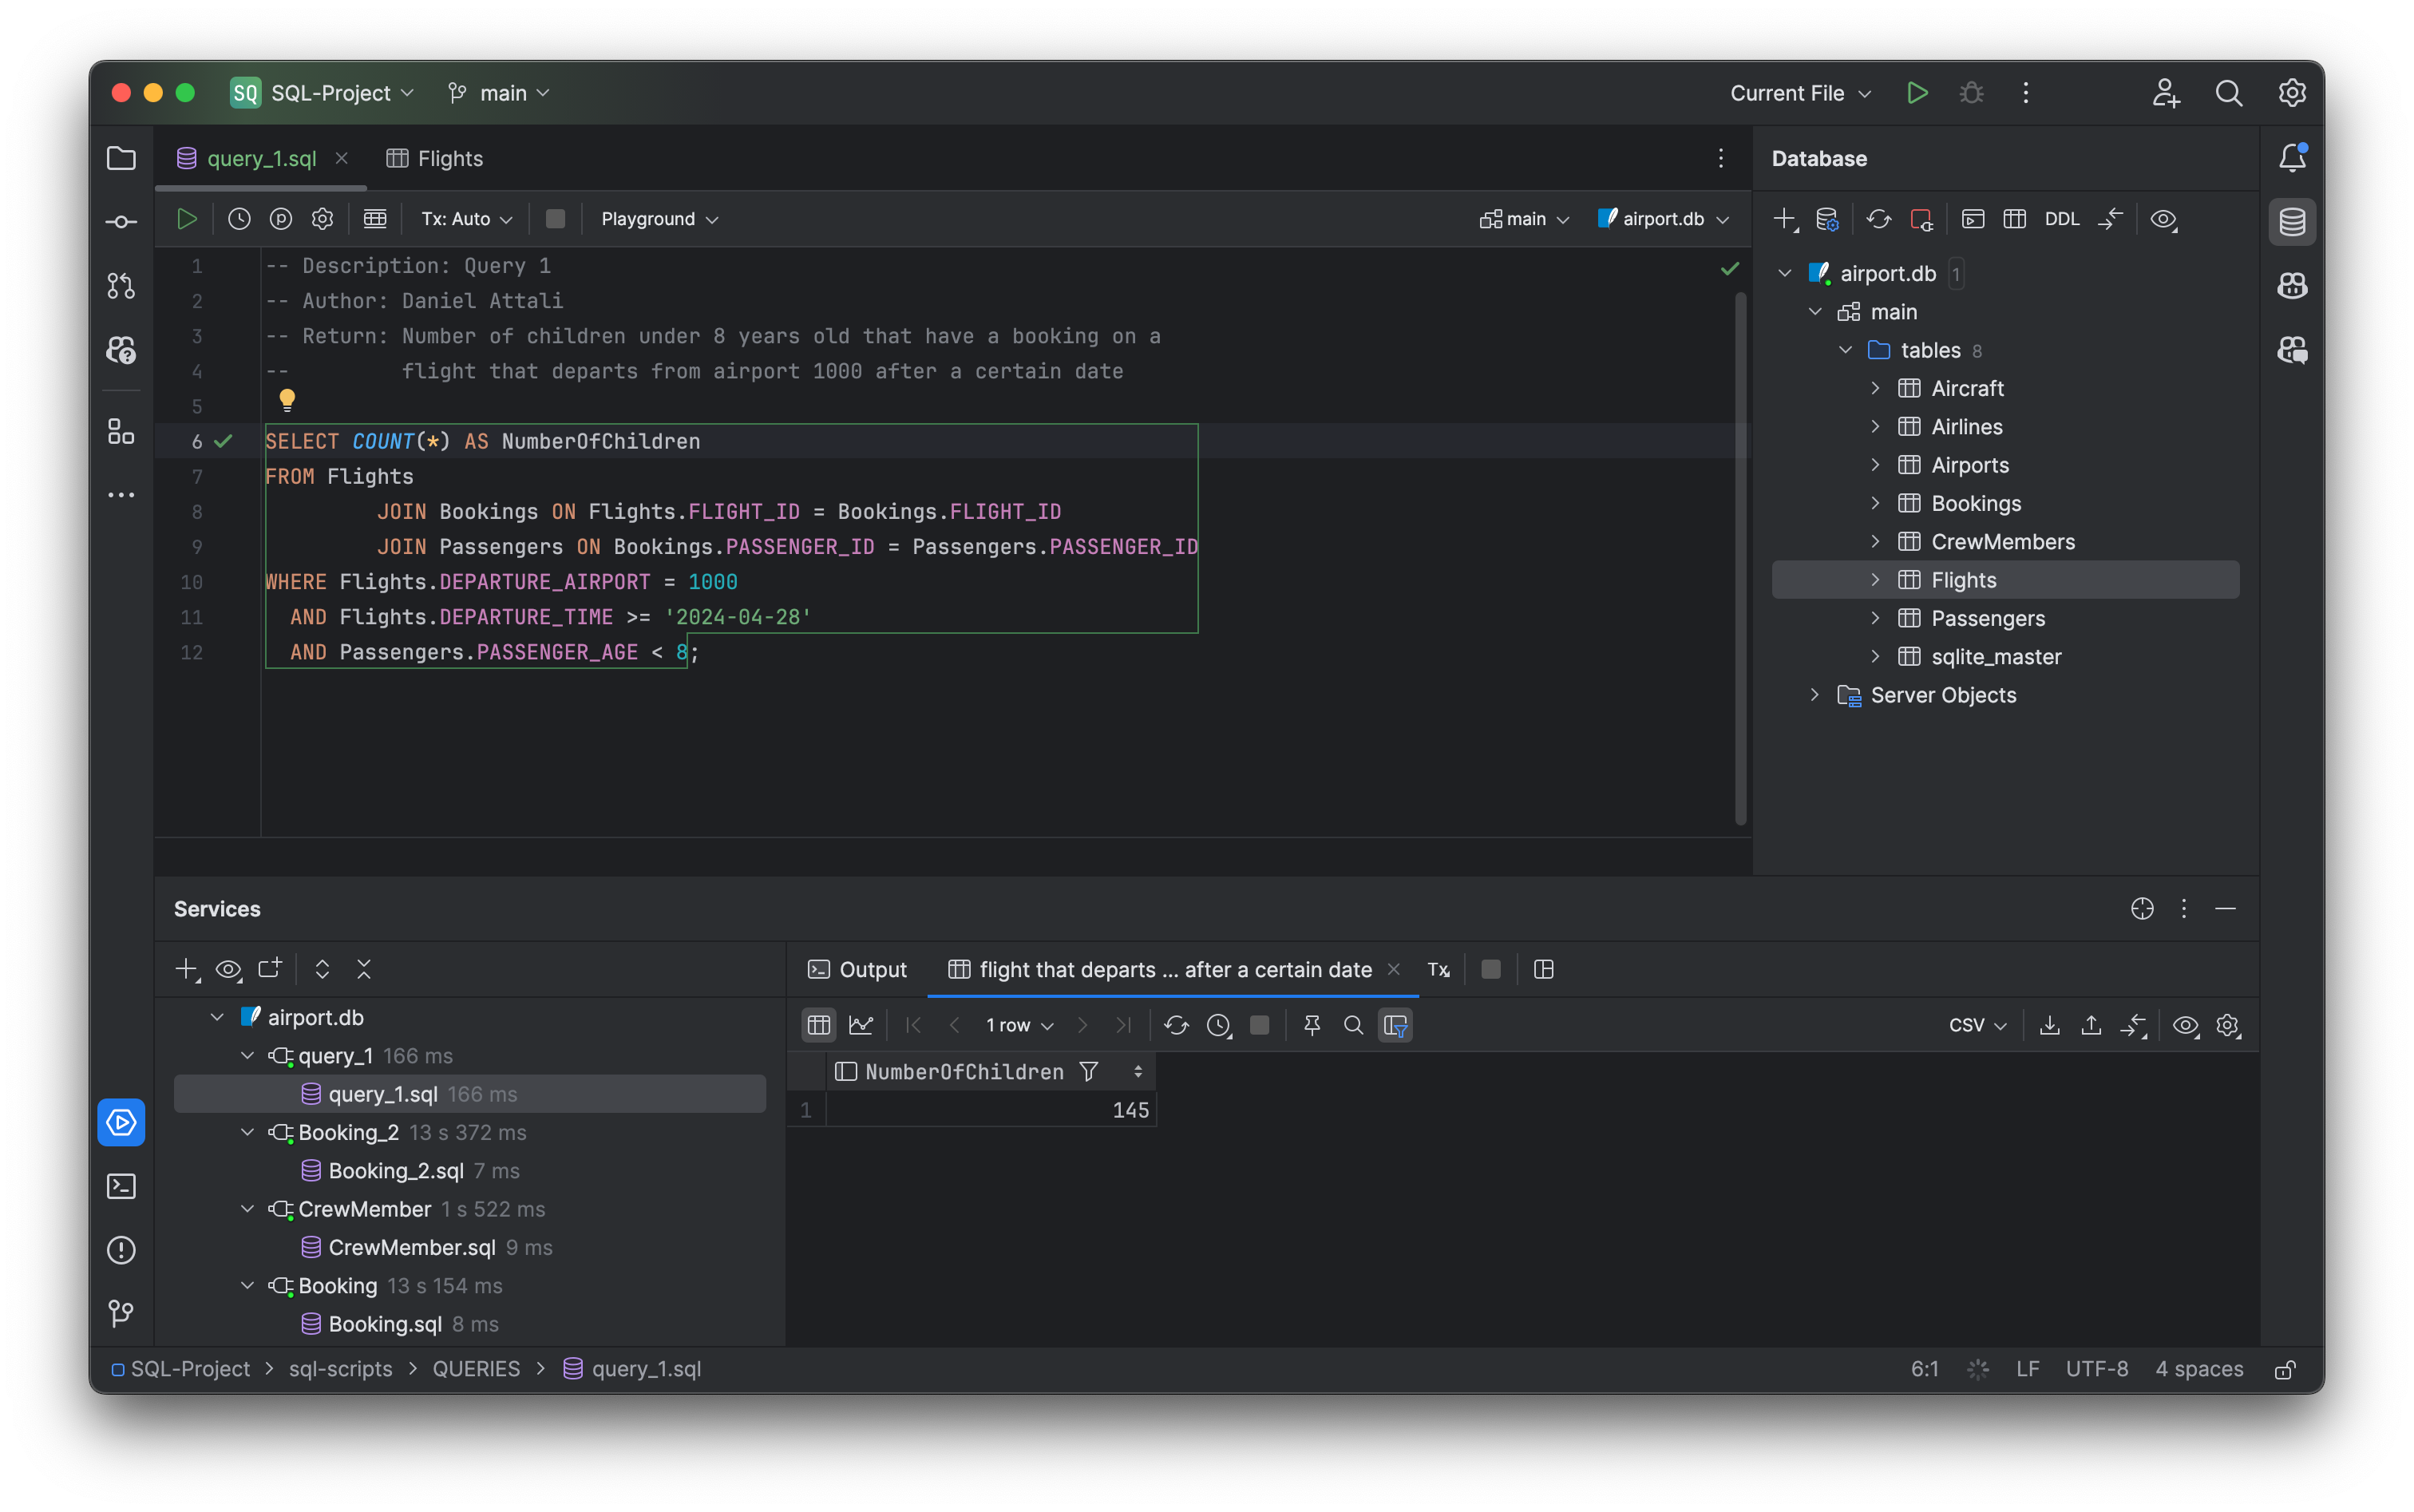 SQ SQL-Project main Current File
query_1.sql Flights
Tx: Auto Playground main airport.db
1 -- Description: Query 1
2 -- Author: Daniel Attali
3 -- Return: Number of children under 8 years old that have a booking on a
4 -- flight that departs from airport 1000 after a certain date
5
6 SELECT COUNT(*) AS NumberOfChildren
7 FROM Flights
8 JOIN Bookings ON Flights.FLIGHT_ID = Bookings.FLIGHT_ID
9 JOIN Passengers ON Bookings.PASSENGER_ID = Passengers.PASSENGER_ID
10 WHERE Flights.DEPARTURE_AIRPORT = 1000
11 AND Flights.DEPARTURE_TIME >= '2024-04-28'
12 AND Passengers.PASSENGER_AGE < 8;
Database
DDL
airport.db 1
main
tables 8
Aircraft
Airlines
Airports
Bookings
CrewMembers
Flights
Passengers
sqlite_master
Server Objects
Services
airport.db
query_1 166 ms
query_1.sql 166 ms
Booking_2 13 s 372 ms
Booking_2.sql 7 ms
CrewMember 1 s 522 ms
CrewMember.sql 9 ms
Booking 13 s 154 ms
Booking.sql 8 ms
Output flight that departs ... after a certain date Tx
1 row CSV
NumberOfChildren
1 145
SQL-Project > sql-scripts > QUERIES > query_1.sql
6:1 LF UTF-8 4 spaces